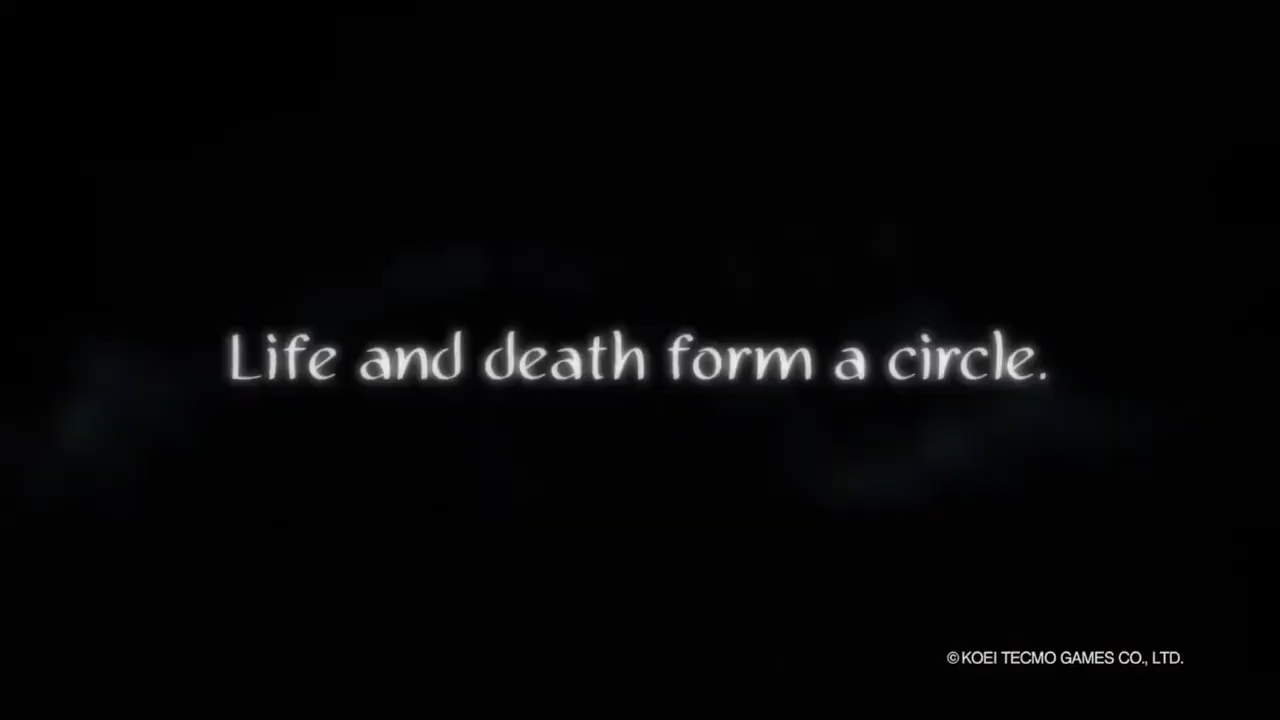 Life and death form a circle.
© KOEI TECMO GAMES CO., LTD.